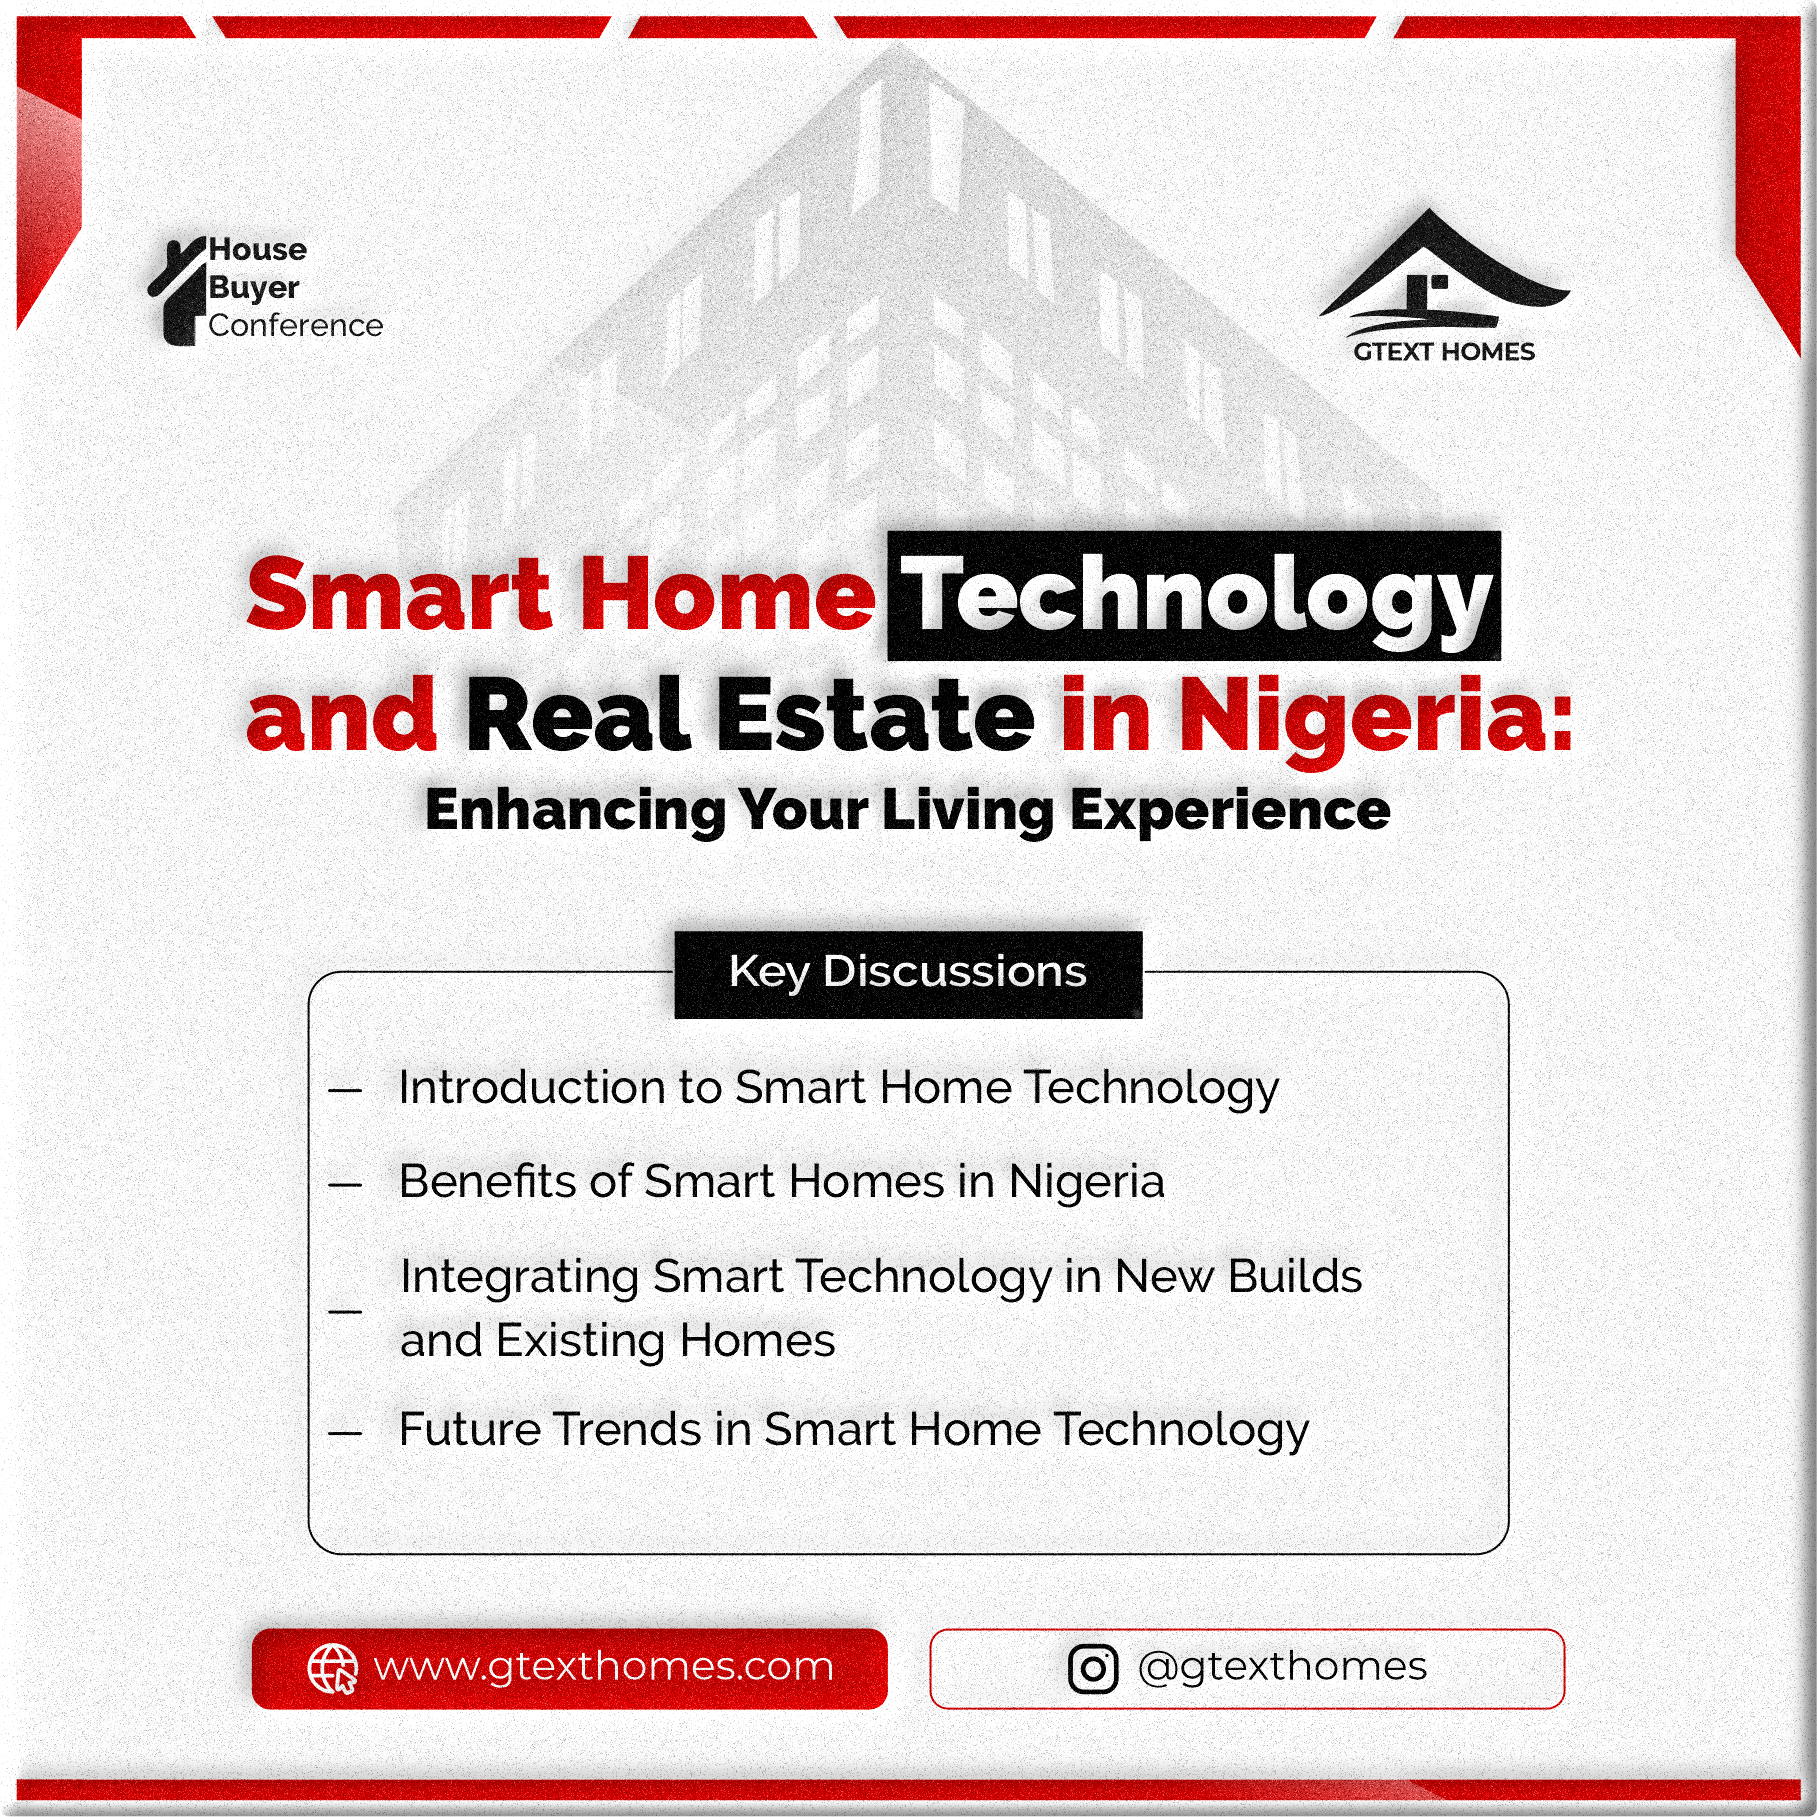 House
Buyer
Conference
GTEXT HOMES
Smart Home Technology
and Real Estate in Nigeria:
Enhancing Your Living Experience
Key Discussions
— Introduction to Smart Home Technology
— Benefits of Smart Homes in Nigeria
— Integrating Smart Technology in New Builds
and Existing Homes
— Future Trends in Smart Home Technology
www.gtexthomes.com
@gtexthomes